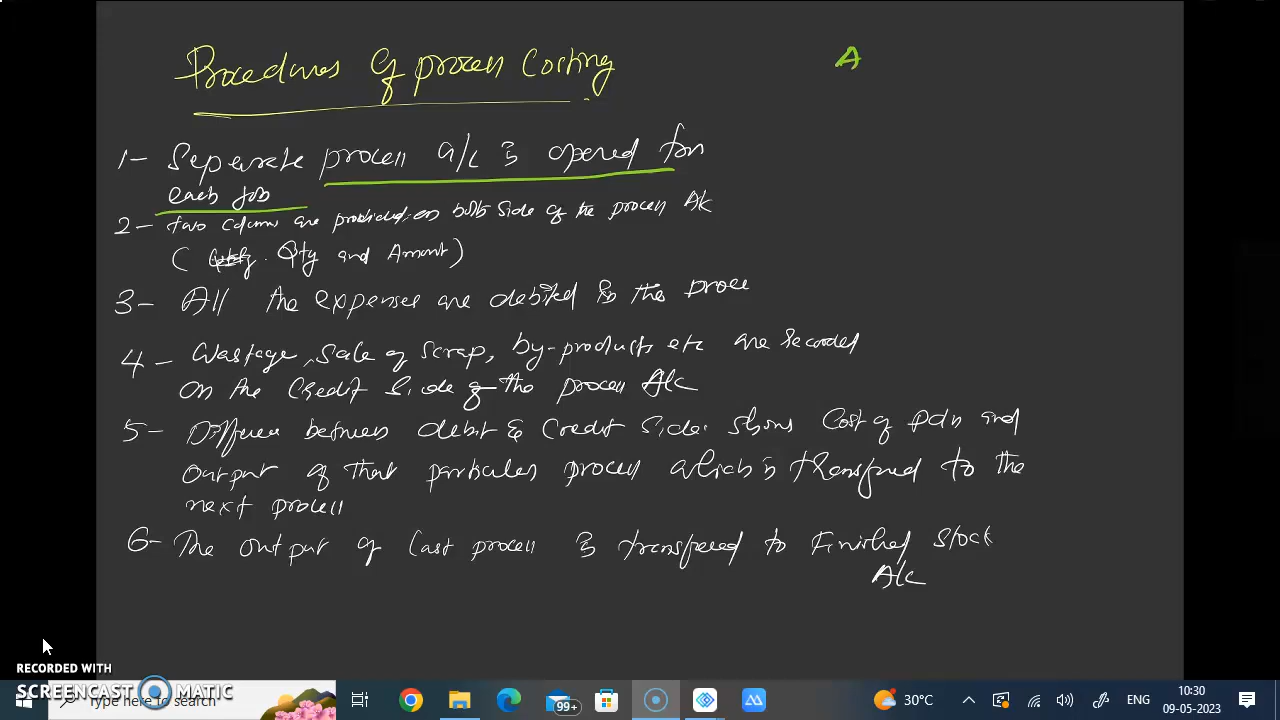 Procedures of process Costing
A
1- Separate process a/c is opened for
each Job
2- Two column are provided on both side of the process A/c
( Qty and Amount)
3- All the expenses are debited to the proce
4- Wastage, Sale of Scrap, by-products etc are recorded
on the Credit Side of the process A/c
5- Difference between debit & Credit Side shows Cost of pdn and
output of that particular process which is transferred to the
next process
6- The output of last process is transferred to Finished Stock
A/c
RECORDED WITH
SCREENCAST MATIC
Type here to search
99+
30°C
ENG
10:30
09-05-2023